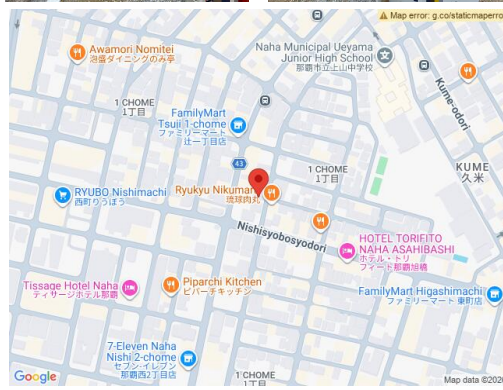 Map error: g.co/staticmaperro
Awamori Nomitei
泡盛ダイニングのみ亭
Naha Municipal Ueyama
Junior High School
那覇市立上山中学校
Kume-odori
1 CHOME
1丁目
FamilyMart
Tsuji 1-chome
ファミリーマート
辻一丁目店
43
1 CHOME
1丁目
KUME
久米
RYUBO Nishimachi
西町りうぼう
Ryukyu Nikumaru
琉球肉丸
Nishisyobosyodori
HOTEL TORIFITO
NAHA ASAHIBASHI
ホテル・トリ
フィート那覇旭橋
Tissage Hotel Naha
ティサージホテル那覇
Piparchi Kitchen
ピパーチキッチン
FamilyMart Higashimachi
ファミリーマート 東町店
7-Eleven Naha
Nishi 2-chome
セブン-イレブン
那覇西2丁目店
1 CHOME
1丁目
Google
Map data ©202